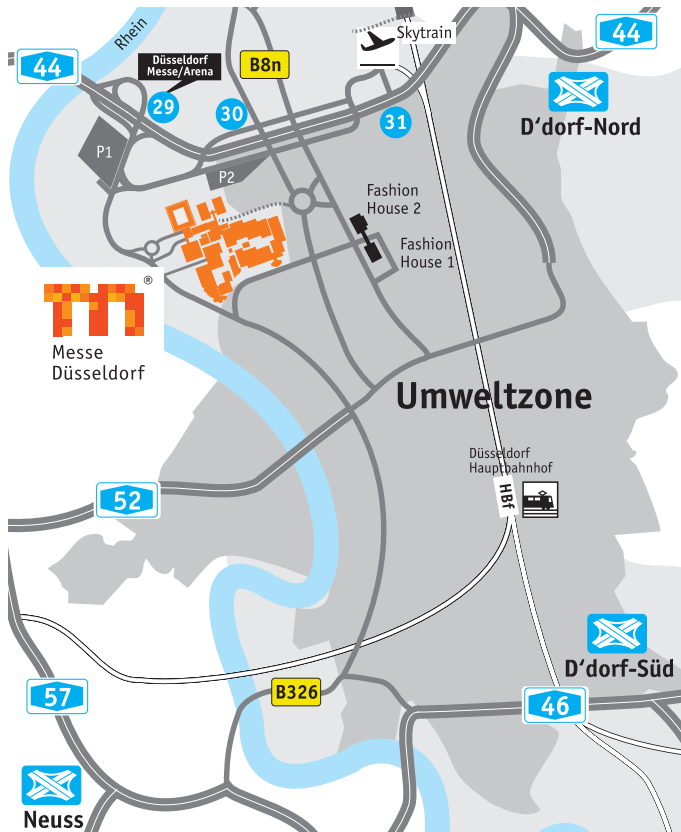 Rhein
44
Düsseldorf
Messe/Arena
B8n
Skytrain
44
29
30
31
D'dorf-Nord
P1
P2
Fashion
House 2
Fashion
House 1
®
Messe
Düsseldorf
Umweltzone
Düsseldorf
Hauptbahnhof
HBf
52
D'dorf-Süd
57
B326
46
Neuss